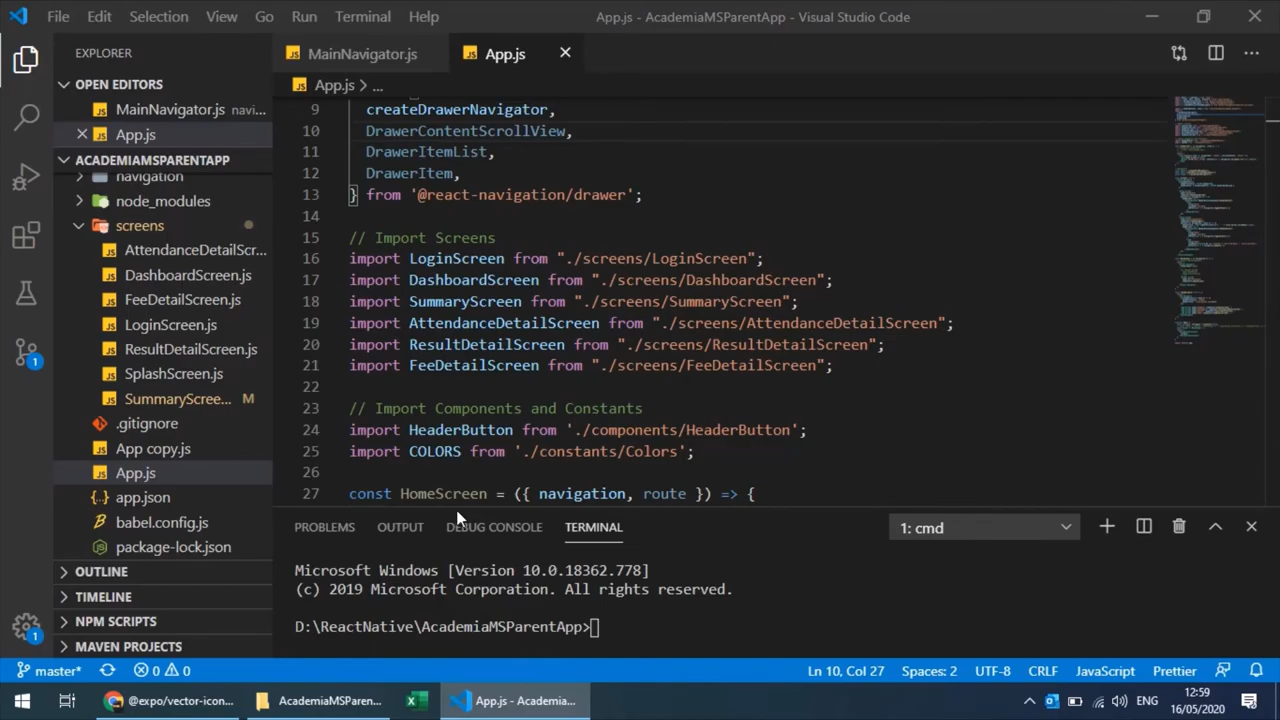 File Edit Selection View Go Run Terminal Help App.js - AcademiaMSParentApp - Visual Studio Code
EXPLORER
OPEN EDITORS
MainNavigator.js navi...
App.js
ACADEMIAMSPARENTAPP
navigation
node_modules
screens
AttendanceDetailScr...
DashboardScreen.js
FeeDetailScreen.js
LoginScreen.js
ResultDetailScreen.js
SplashScreen.js
SummaryScree... M
.gitignore
App copy.js
App.js
app.json
babel.config.js
package-lock.json
OUTLINE
TIMELINE
NPM SCRIPTS
MAVEN PROJECTS
1
1
MainNavigator.js App.js
App.js > ...
9 createDrawerNavigator,
10 DrawerContentScrollView,
11 DrawerItemList,
12 DrawerItem,
13 } from '@react-navigation/drawer';
14
15 // Import Screens
16 import LoginScreen from "./screens/LoginScreen";
17 import DashboardScreen from "./screens/DashboardScreen";
18 import SummaryScreen from "./screens/SummaryScreen";
19 import AttendanceDetailScreen from "./screens/AttendanceDetailScreen";
20 import ResultDetailScreen from "./screens/ResultDetailScreen";
21 import FeeDetailScreen from "./screens/FeeDetailScreen";
22
23 // Import Components and Constants
24 import HeaderButton from './components/HeaderButton';
25 import COLORS from './constants/Colors';
26
27 const HomeScreen = ({ navigation, route }) => {
PROBLEMS OUTPUT DEBUG CONSOLE TERMINAL 1: cmd
Microsoft Windows [Version 10.0.18362.778]
(c) 2019 Microsoft Corporation. All rights reserved.
D:\ReactNative\AcademiaMSParentApp>
master* 0 0 Ln 10, Col 27 Spaces: 2 UTF-8 CRLF JavaScript Prettier
@expo/vector-icon... AcademiaMSParen... App.js - Academia... ENG 12:59
16/05/2020